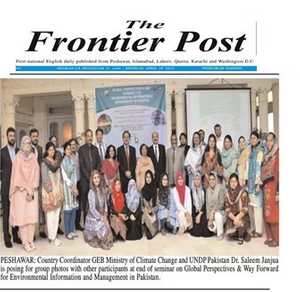 The
Frontier Post
First national English daily published from Peshawar, Islamabad, Lahore, Quetta, Karachi and Washington D.C
PESHAWAR: Country Coordinator GEB Ministry of Climate Change and UNDP Pakistan Dr. Saleem Janjua
is posing for group photos with other participants at end of seminar on Global Perspectives & Way Forward
for Environmental Information and Management in Pakistan.